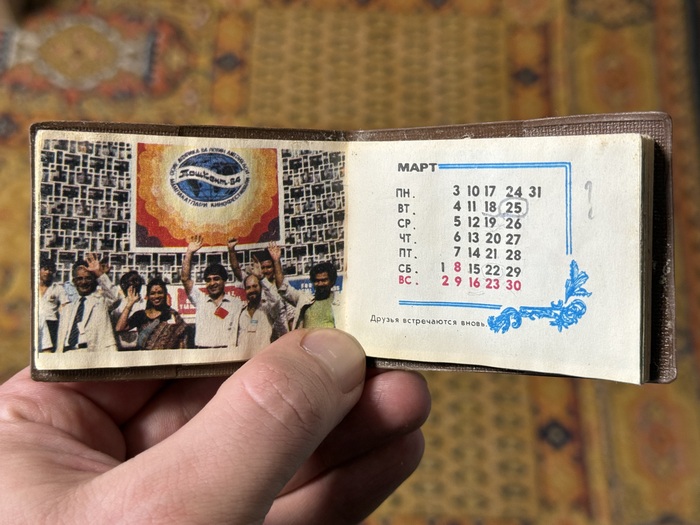 Ташкент-84
МАРТ
ПН. 3 10 17 24 31
ВТ. 4 11 18 25
СР. 5 12 19 26
ЧТ. 6 13 20 27
ПТ. 7 14 21 28
СБ. 1 8 15 22 29
ВС. 2 9 16 23 30
Друзья встречаются вновь.
?